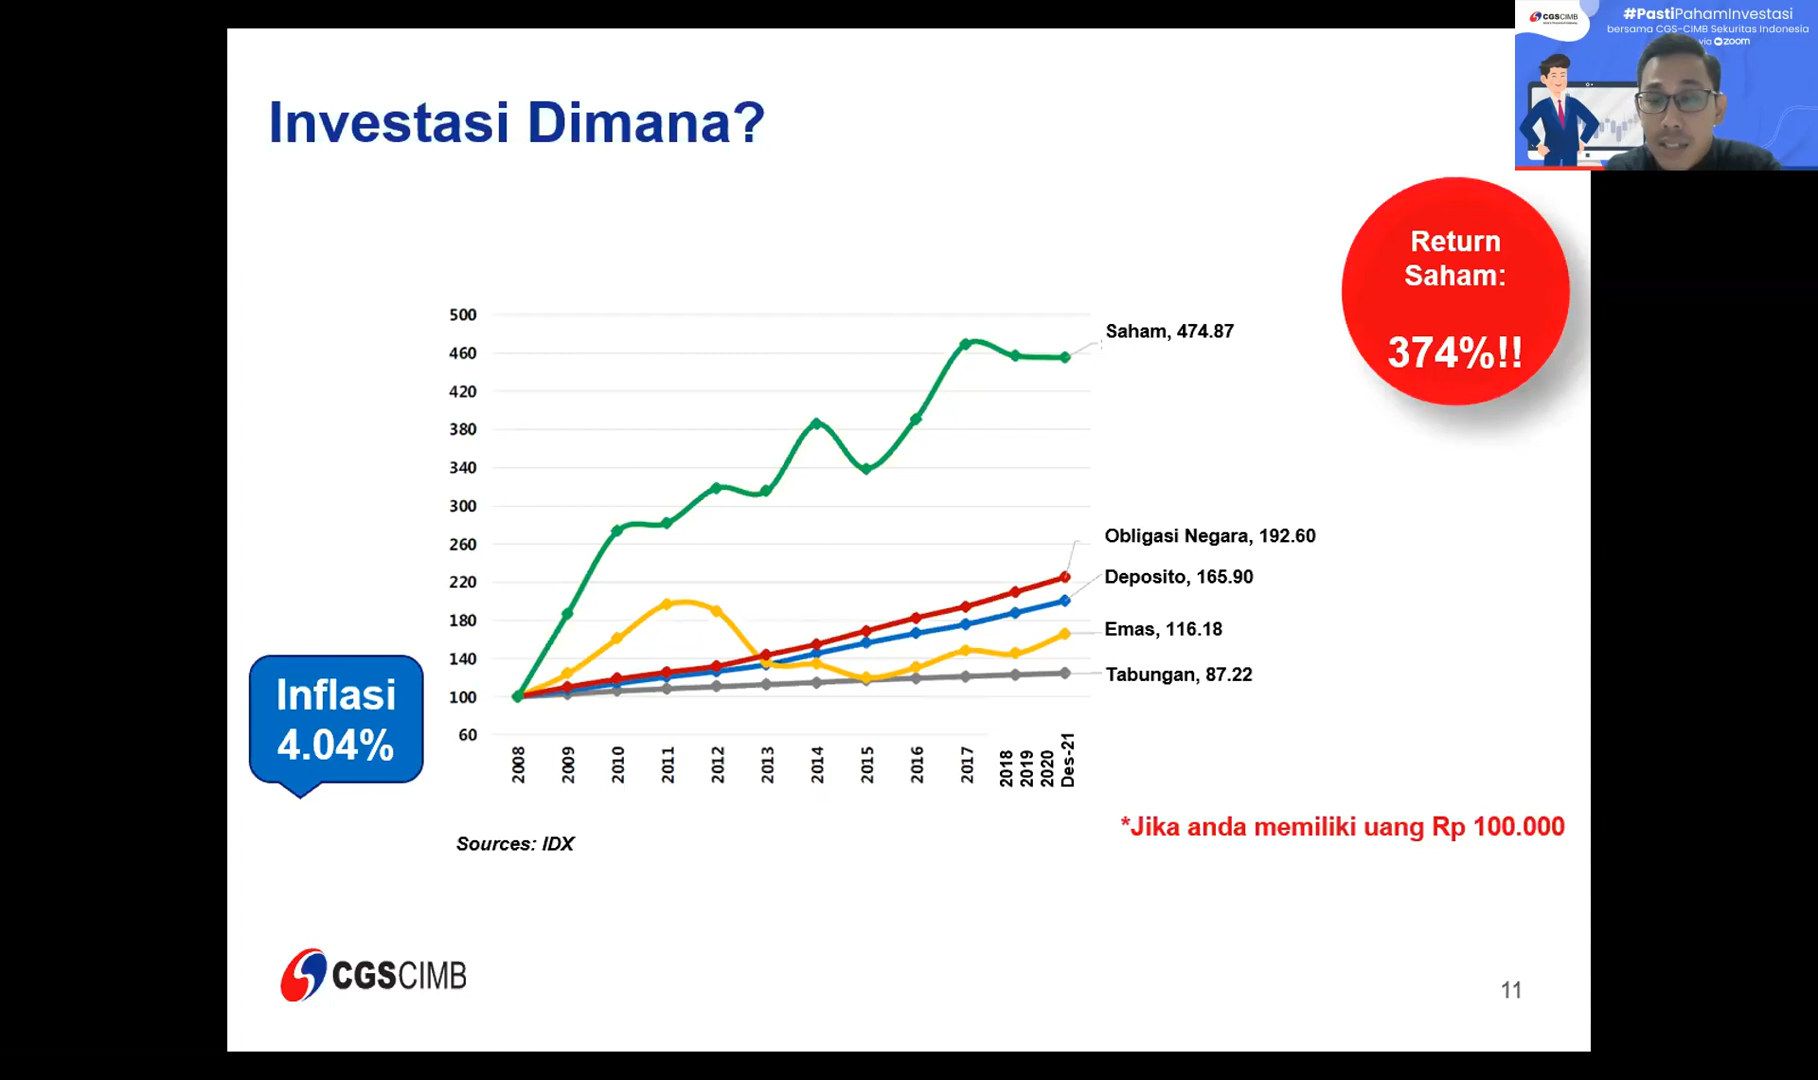 CGSCIMB
#PastiPahamInvestasi
bersama CGS-CIMB Sekuritas Indonesia
via zoom
Investasi Dimana?
Return
Saham:
374%!!
500
460
420
380
340
300
260
220
180
140
100
60
Saham, 474.87
Obligasi Negara, 192.60
Deposito, 165.90
Emas, 116.18
Tabungan, 87.22
Inflasi
4.04%
2008
2009
2010
2011
2012
2013
2014
2015
2016
2017
2018
2019
2020
Des-21
*Jika anda memiliki uang Rp 100.000
Sources: IDX
CGSCIMB
11